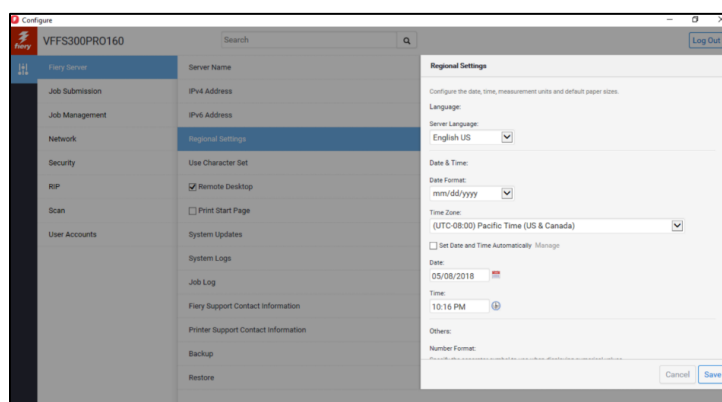 Configure
fiery
VFFS300PRO160
Search
Log Out
Fiery Server
Job Submission
Job Management
Network
Security
RIP
Scan
User Accounts
Server Name
IPv4 Address
IPv6 Address
Regional Settings
Use Character Set
Remote Desktop
Print Start Page
System Updates
System Logs
Job Log
Fiery Support Contact Information
Printer Support Contact Information
Backup
Restore
Regional Settings
Configure the date, time, measurement units and default paper sizes.
Language:
Server Language:
English US
Date & Time:
Date Format:
mm/dd/yyyy
Time Zone:
(UTC-08:00) Pacific Time (US & Canada)
Set Date and Time Automatically Manage
Date:
05/08/2018
Time:
10:16 PM
Others:
Number Format:
Cancel
Save